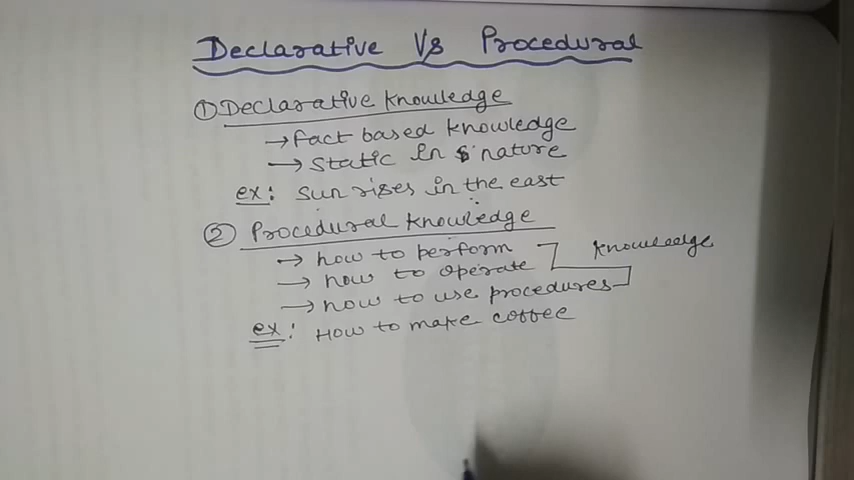 Declarative Vs Procedural
① Declarative knowledge
→ fact based knowledge
→ static in nature
ex: sun rises in the east
② Procedural knowledge
→ how to perform
→ how to operate
→ how to use procedures
knowledge
ex: How to make coffee